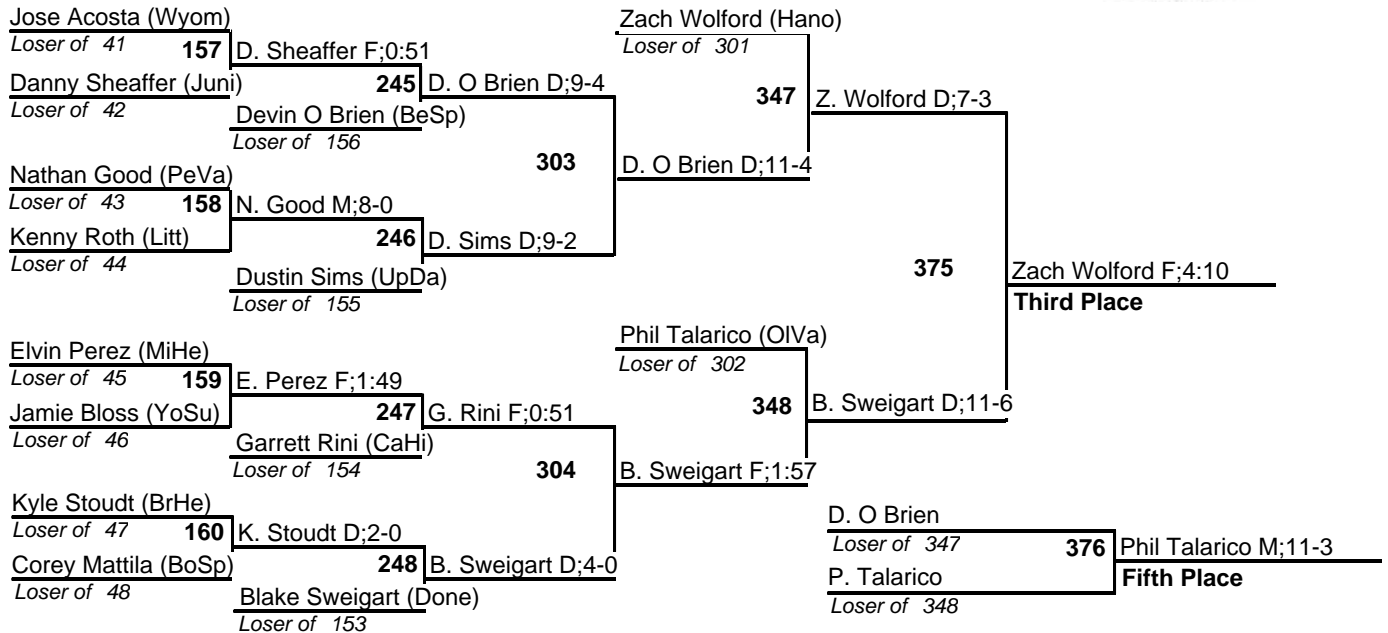 Jose Acosta (Wyom)
Loser of 41
157
D. Sheaffer F;0:51
Danny Sheaffer (Juni)
Loser of 42
245
D. O Brien D;9-4
Devin O Brien (BeSp)
Loser of 156
Nathan Good (PeVa)
Loser of 43
158
N. Good M;8-0
Kenny Roth (Litt)
Loser of 44
246
D. Sims D;9-2
Dustin Sims (UpDa)
Loser of 155
303
D. O Brien D;11-4
Zach Wolford (Hano)
Loser of 301
347
Z. Wolford D;7-3
Elvin Perez (MiHe)
Loser of 45
159
E. Perez F;1:49
Jamie Bloss (YoSu)
Loser of 46
247
G. Rini F;0:51
Garrett Rini (CaHi)
Loser of 154
Kyle Stoudt (BrHe)
Loser of 47
160
K. Stoudt D;2-0
Corey Mattila (BoSp)
Loser of 48
248
B. Sweigart D;4-0
Blake Sweigart (Done)
Loser of 153
304
B. Sweigart F;1:57
Phil Talarico (OlVa)
Loser of 302
348
B. Sweigart D;11-6
375
Zach Wolford F;4:10
Third Place
D. O Brien
Loser of 347
376
Phil Talarico M;11-3
P. Talarico
Fifth Place
Loser of 348